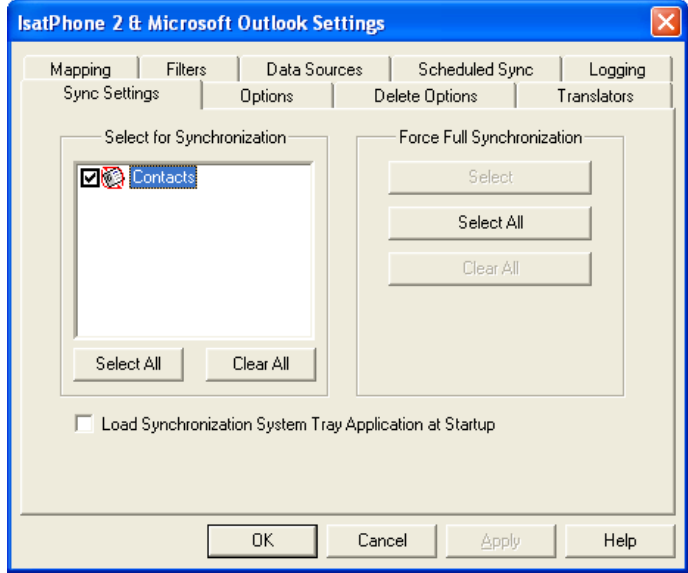 IsatPhone 2 & Microsoft Outlook Settings
Mapping Filters Data Sources Scheduled Sync Logging
Sync Settings Options Delete Options Translators
Select for Synchronization
Contacts
Select All Clear All
Force Full Synchronization
Select
Select All
Clear All
Load Synchronization System Tray Application at Startup
OK Cancel Apply Help